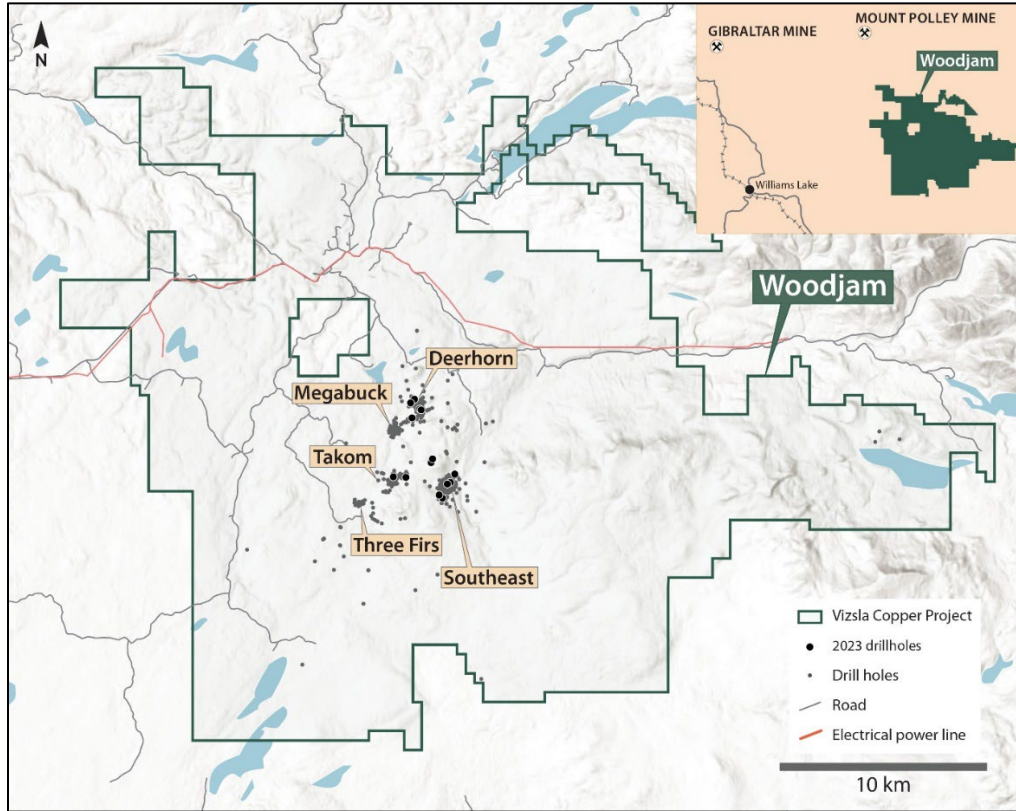 N
GIBRALTAR MINE
MOUNT POLLEY MINE
Woodjam
Williams Lake
Woodjam
Deerhorn
Megabuck
Takom
Three Firs
Southeast
Vizsla Copper Project
2023 drillholes
Drill holes
Road
Electrical power line
10 km